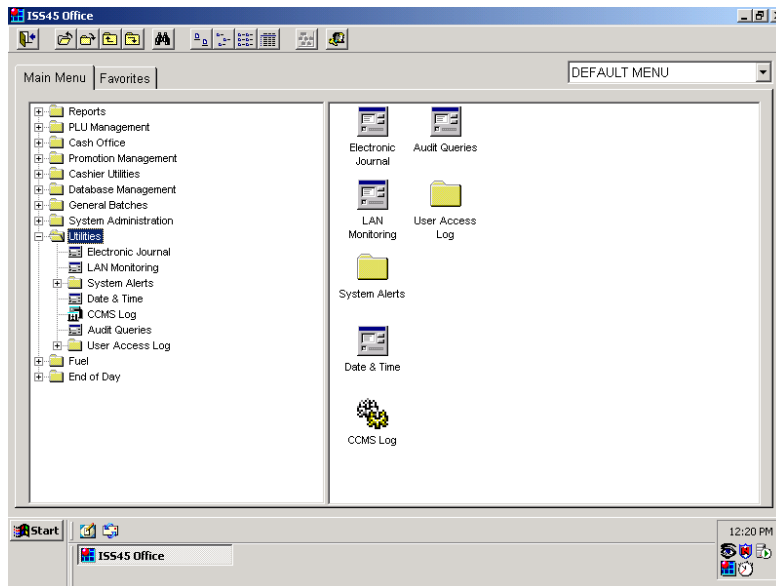 ISS45 Office
Main Menu
Favorites
DEFAULT MENU
Reports
PLU Management
Cash Office
Promotion Management
Cashier Utilities
Database Management
General Batches
System Administration
Utilities
Electronic Journal
LAN Monitoring
System Alerts
Date & Time
CCMS Log
Audit Queries
User Access Log
Fuel
End of Day
Electronic
Journal
Audit Queries
LAN
Monitoring
User Access
Log
System Alerts
Date & Time
CCMS Log
Start
12:20 PM
ISS45 Office